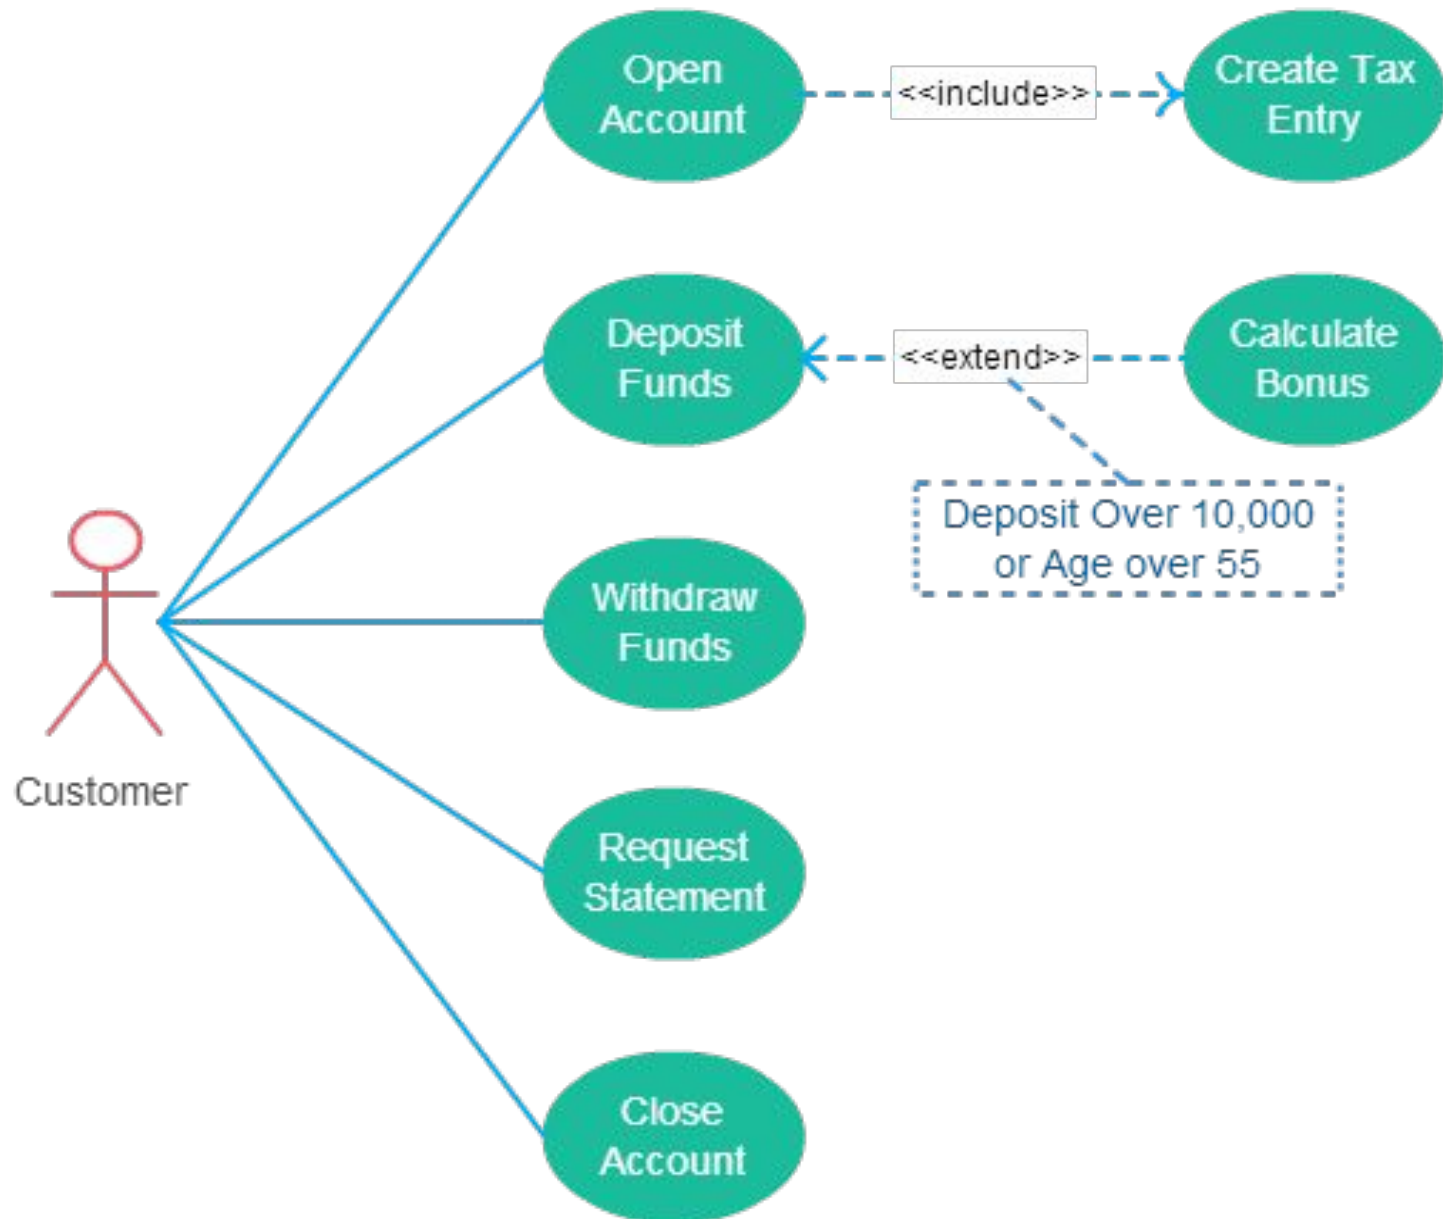 Open
Account
<<include>>
Create Tax
Entry
Deposit
Funds
<<extend>>
Calculate
Bonus
Deposit Over 10,000
or Age over 55
Withdraw
Funds
Customer
Request
Statement
Close
Account